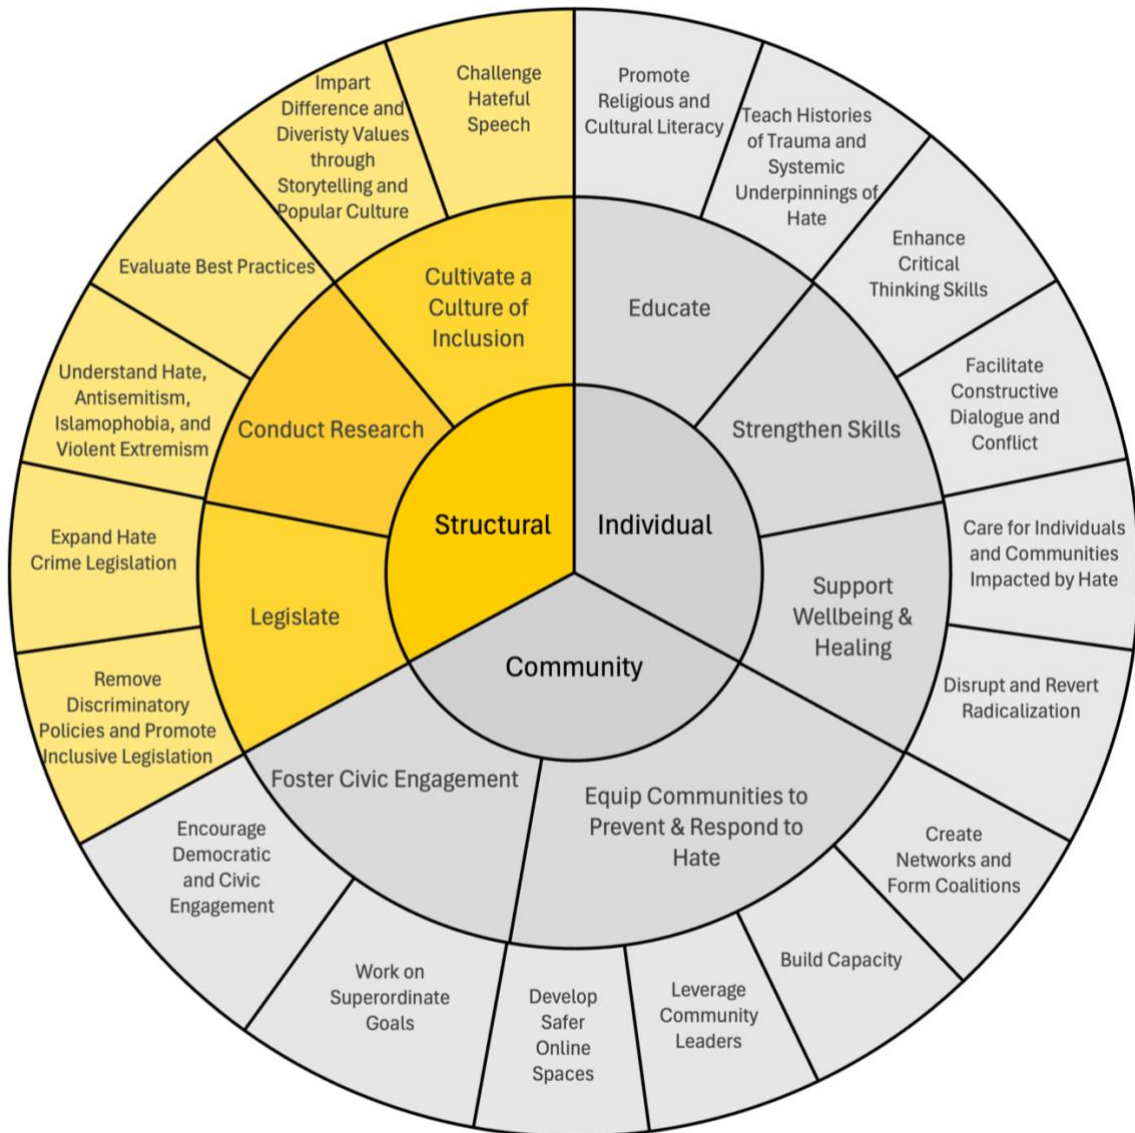 Structural
Individual
Community
Cultivate a
Culture of
Inclusion
Educate
Strengthen Skills
Support
Wellbeing &
Healing
Equip Communities to
Prevent & Respond to
Hate
Foster Civic Engagement
Legislate
Conduct Research
Challenge
Hateful
Speech
Promote
Religious and
Cultural Literacy
Teach Histories
of Trauma and
Systemic
Underpinnings of
Hate
Enhance
Critical
Thinking Skills
Facilitate
Constructive
Dialogue and
Conflict
Care for Individuals
and Communities
Impacted by Hate
Disrupt and Revert
Radicalization
Create
Networks and
Form Coalitions
Build Capacity
Leverage
Community
Leaders
Develop
Safer
Online
Spaces
Work on
Superordinate
Goals
Encourage
Democratic
and Civic
Engagement
Remove
Discriminatory
Policies and Promote
Inclusive Legislation
Expand Hate
Crime Legislation
Understand Hate,
Antisemitism,
Islamophobia, and
Violent Extremism
Evaluate Best Practices
Impart
Difference and
Diveristy Values
through
Storytelling and
Popular Culture